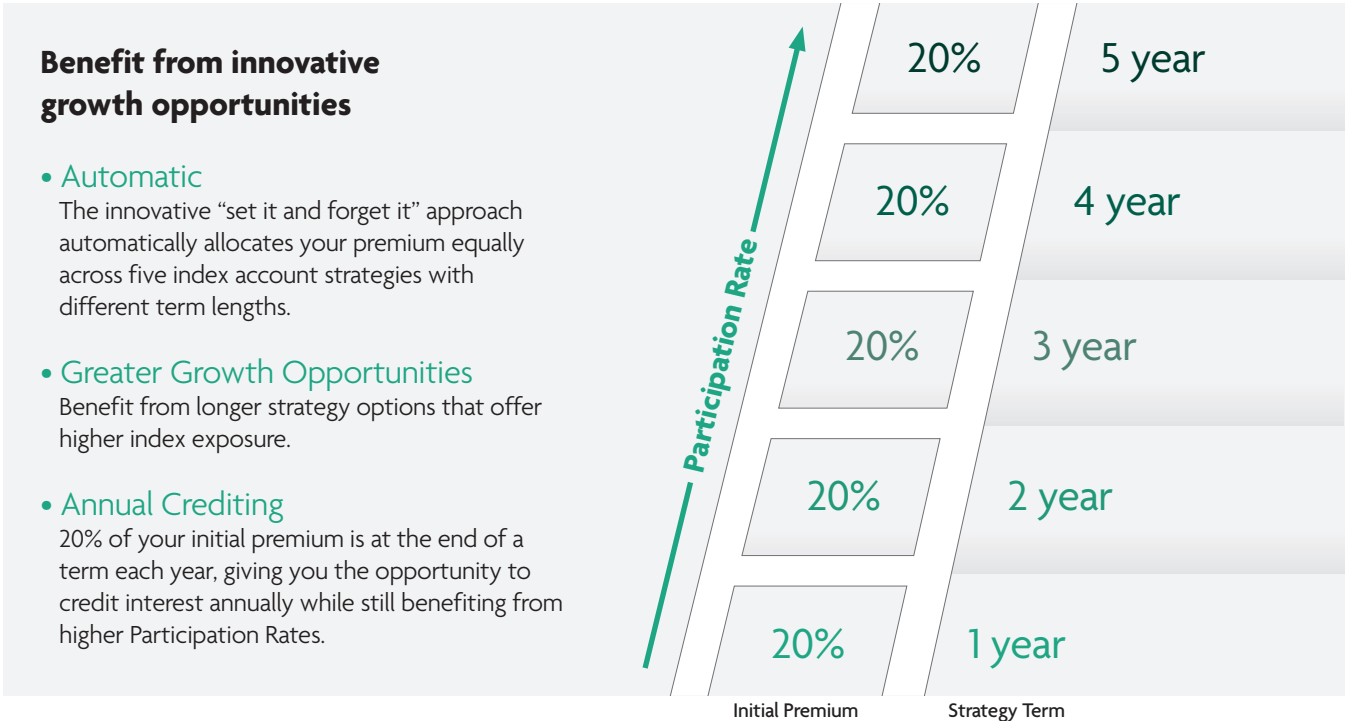 Benefit from innovative
growth opportunities
• Automatic
The innovative “set it and forget it” approach
automatically allocates your premium equally
across five index account strategies with
different term lengths.
• Greater Growth Opportunities
Benefit from longer strategy options that offer
higher index exposure.
• Annual Crediting
20% of your initial premium is at the end of a
term each year, giving you the opportunity to
credit interest annually while still benefiting from
higher Participation Rates.
Participation Rate
20% 5 year
20% 4 year
20% 3 year
20% 2 year
20% 1 year
Initial Premium Strategy Term